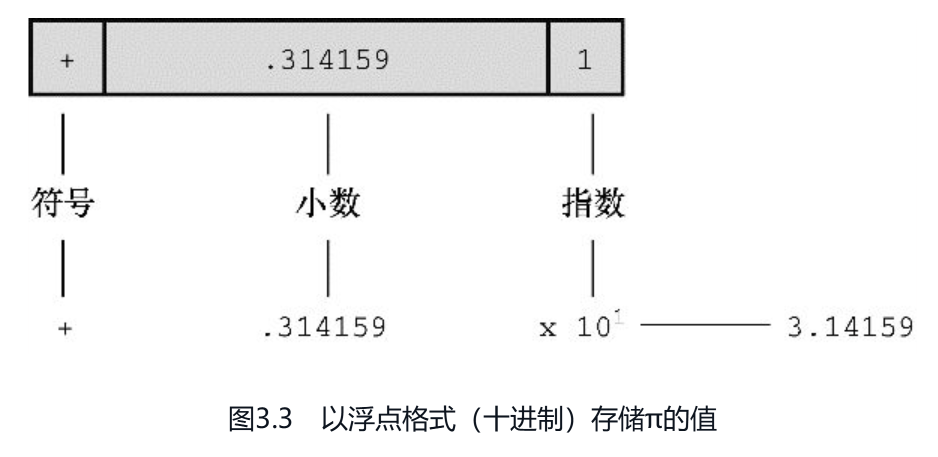 + .314159 1
符号 小数 指数
+ .314159 x 10¹ 3.14159
图3.3 以浮点格式（十进制）存储π的值